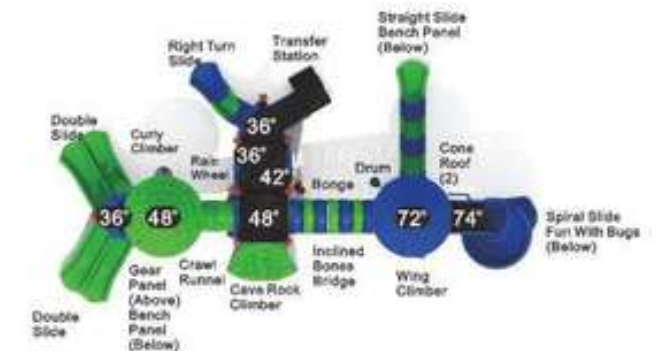 Straight Slide
Bench Panel
(Below)
Right Turn
Slide
Transfer
Station
Double
Slide
Curly
Climber
36"
36"
Rain
Wheel
42"
Bongo
Drum
Cone
Roof
(2)
36"
48"
48"
72"
74"
Spiral Slide
Fun With Bugs
(Below)
Gear
Panel
(Above)
Bench
Panel
(Below)
Crawl
Runnel
Cave Rock
Climber
Inclined
Bones
Bridge
Wing
Climber
Double
Slide